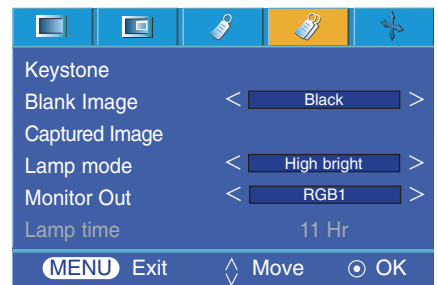 Keystone
Blank Image < Black >
Captured Image
Lamp mode < High bright >
Monitor Out < RGB1 >
Lamp time 11 Hr
MENU Exit Move OK